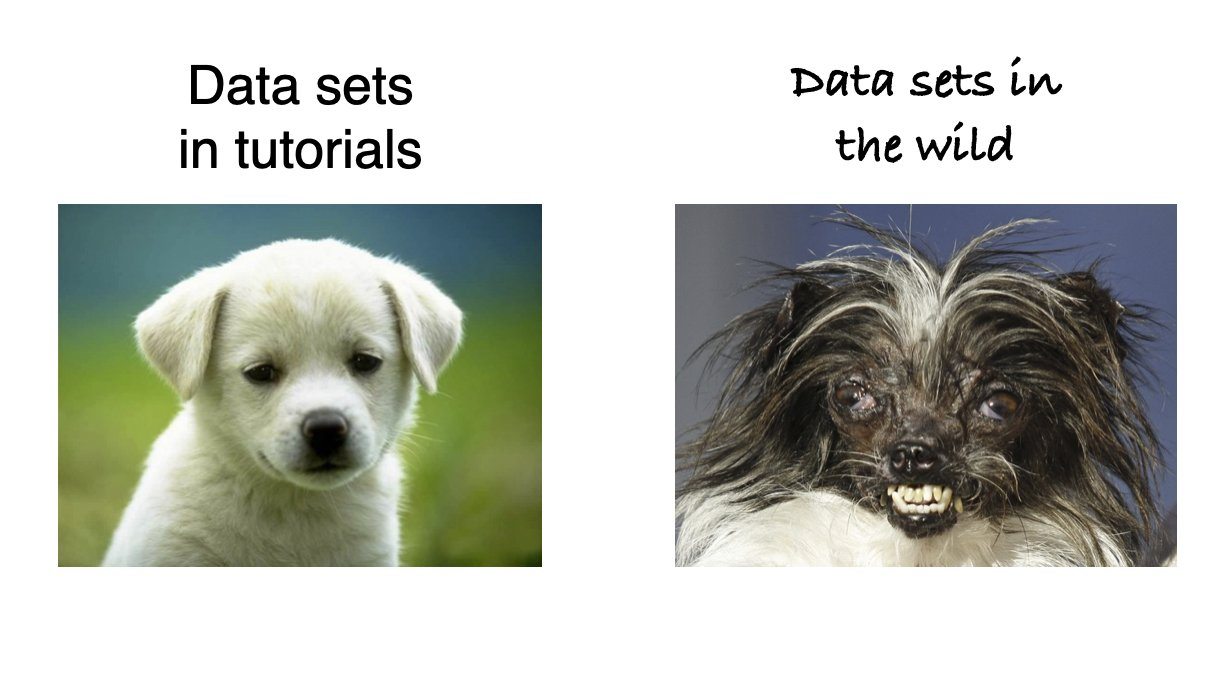 Data sets
in tutorials
Data sets in
the wild